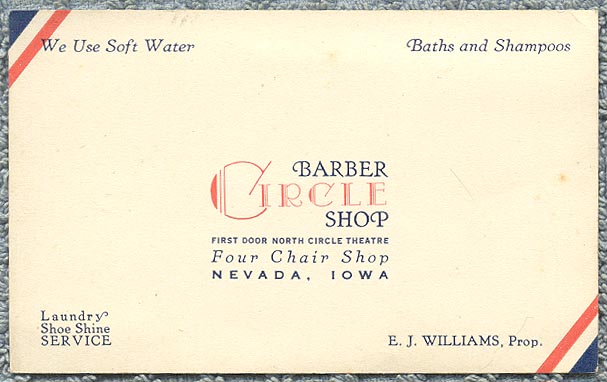 We Use Soft Water
Baths and Shampoos
BARBER
CIRCLE
SHOP
FIRST DOOR NORTH CIRCLE THEATRE
Four Chair Shop
NEVADA, IOWA
Laundry
Shoe Shine
SERVICE
E. J. WILLIAMS, Prop.